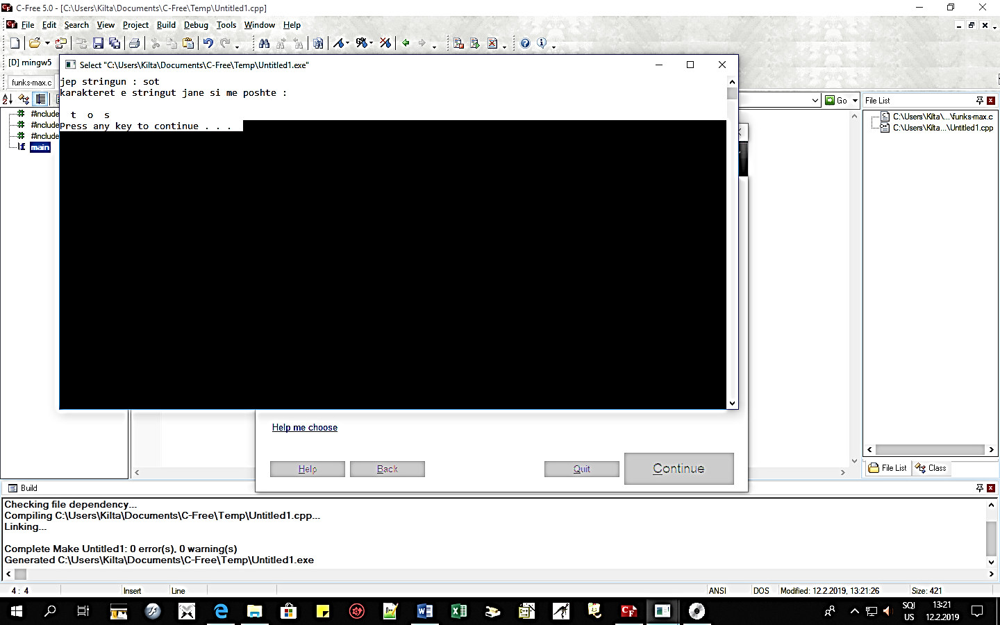 C-Free 5.0 - [C:\Users\Kilta\Documents\C-Free\Temp\Untitled1.cpp]
File Edit Search View Project Build Debug Tools Window Help
[D] mingw5
Select "C:\Users\Kilta\Documents\C-Free\Temp\Untitled1.exe"
funks-max.c
jep stringun : sot
karakteret e stringut jane si me poshte :
t o s
Press any key to continue . . .
#include
#include
#include
main
Go
File List
C:\Users\Kilta\...\funks-max.c
C:\Users\Kilta...\Untitled1.cpp
Help me choose
Help Back Quit Continue
File List Class
Build
Checking file dependency...
Compiling C:\Users\Kilta\Documents\C-Free\Temp\Untitled1.cpp...
Linking...
Complete Make Untitled1: 0 error(s), 0 warning(s)
Generated C:\Users\Kilta\Documents\C-Free\Temp\Untitled1.exe
4 : 4 Insert Line ANSI DOS Modified: 12.2.2019, 13:21:26 Size: 421
SQI 13:21
US 12.2.2019